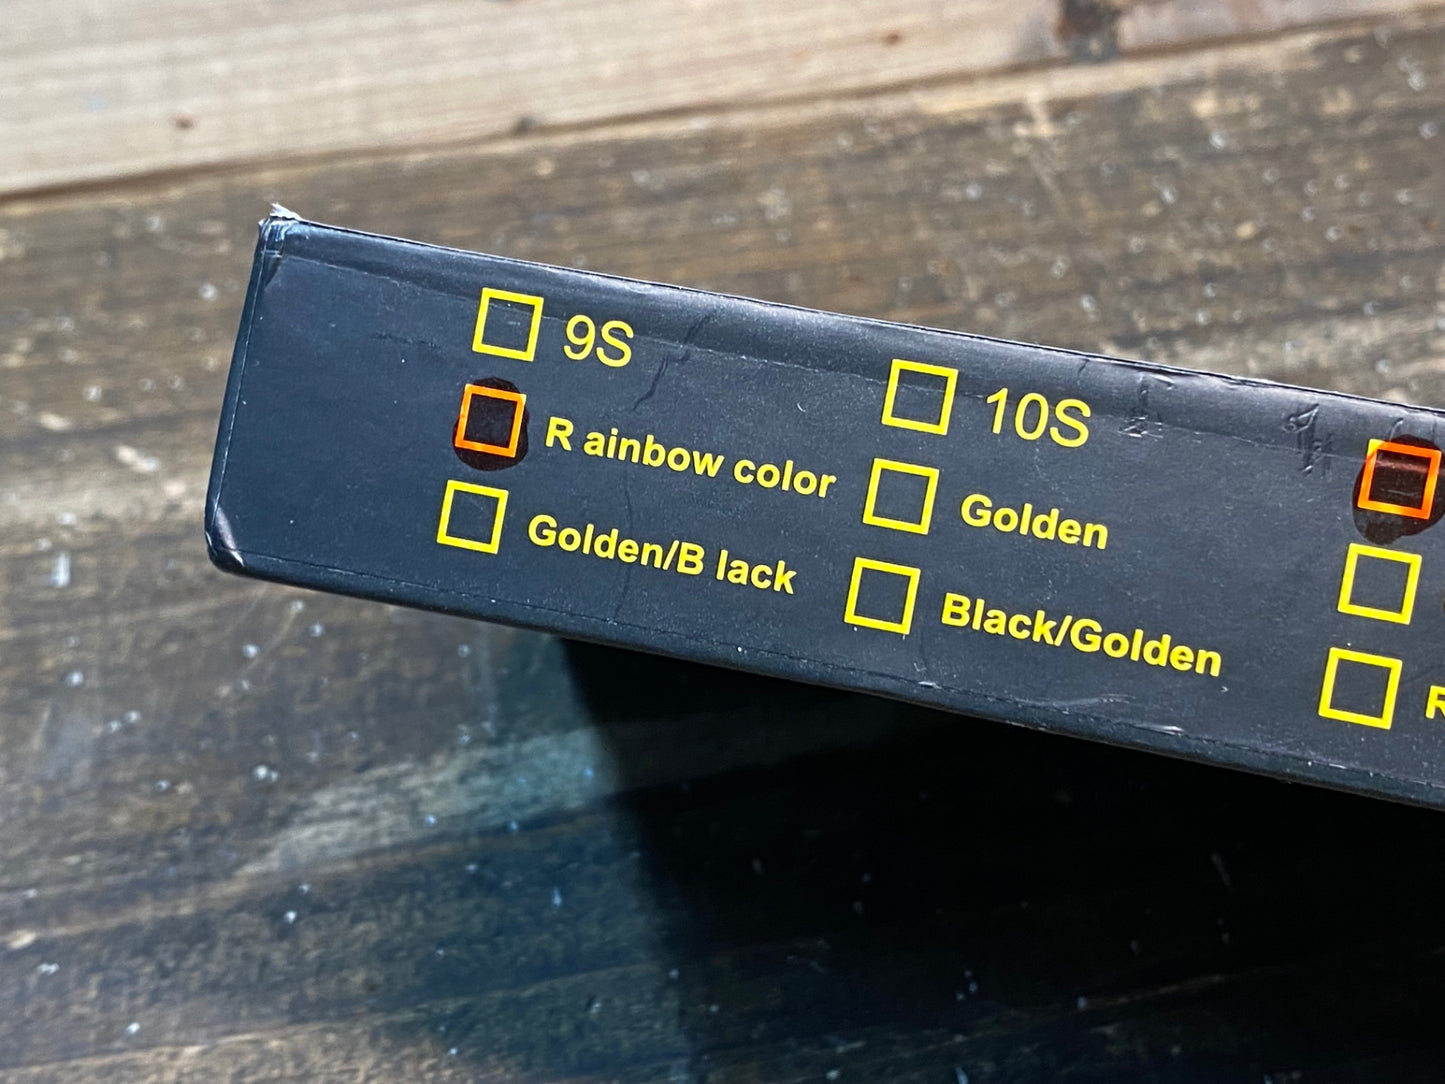 9S 10S
R ainbow color Golden
Golden/B lack Black/Golden R